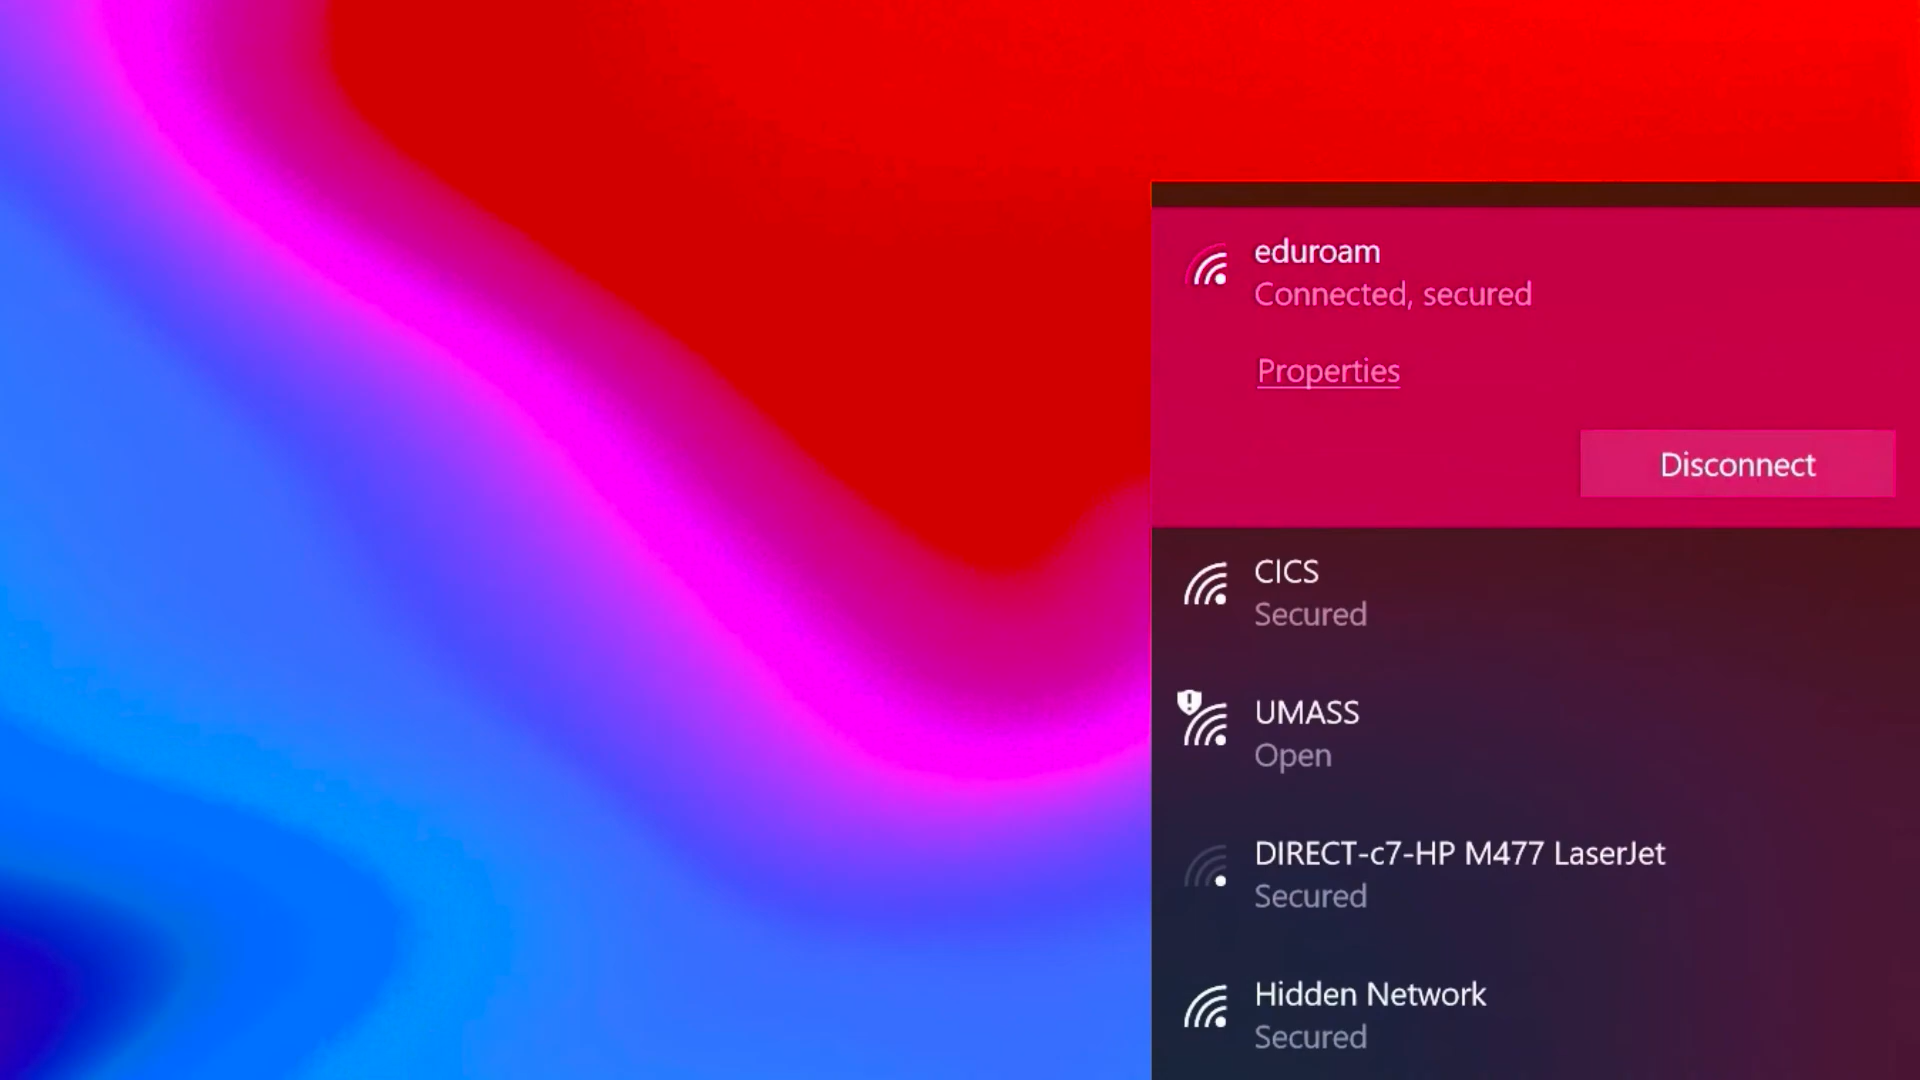 eduroam
Connected, secured
Properties
Disconnect
CICS
Secured
UMASS
Open
DIRECT-c7-HP M477 LaserJet
Secured
Hidden Network
Secured